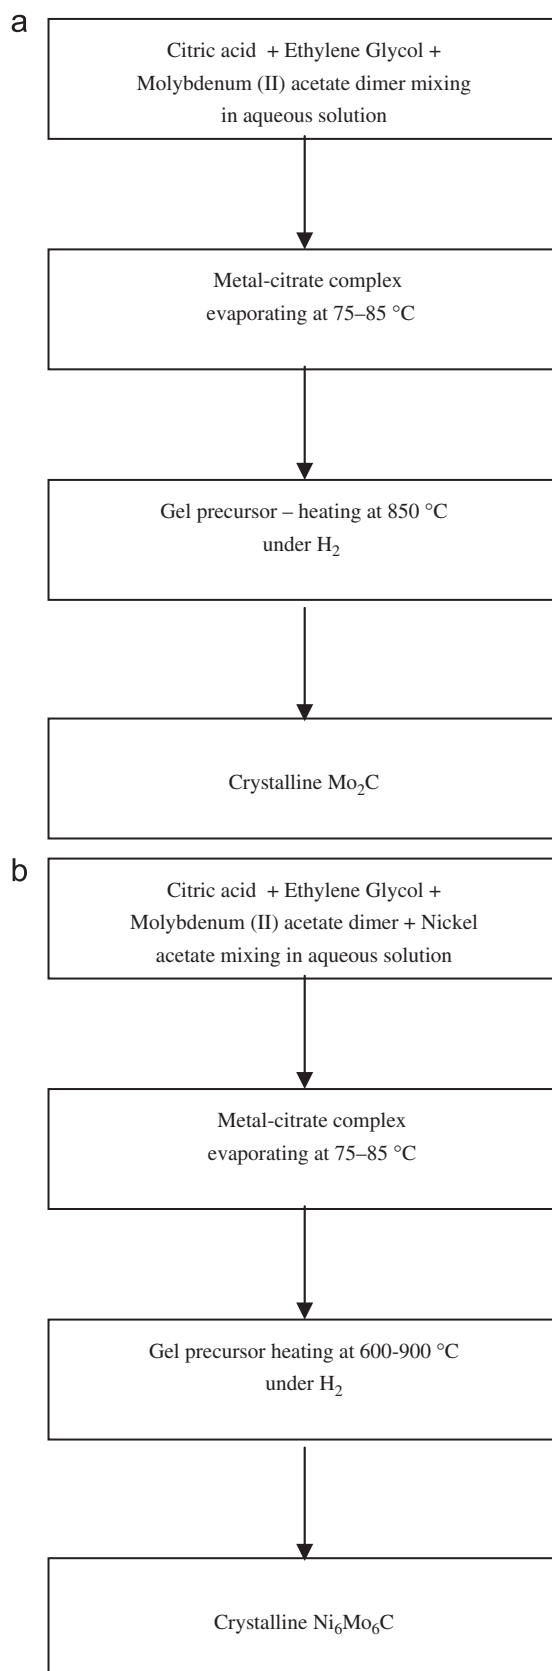 a
Citric acid + Ethylene Glycol +
Molybdenum (II) acetate dimer mixing
in aqueous solution
Metal-citrate complex
evaporating at 75–85 °C
Gel precursor – heating at 850 °C
under H₂
Crystalline Mo₂C
b
Citric acid + Ethylene Glycol +
Molybdenum (II) acetate dimer + Nickel
acetate mixing in aqueous solution
Metal-citrate complex
evaporating at 75–85 °C
Gel precursor heating at 600-900 °C
under H₂
Crystalline Ni₆Mo₆C